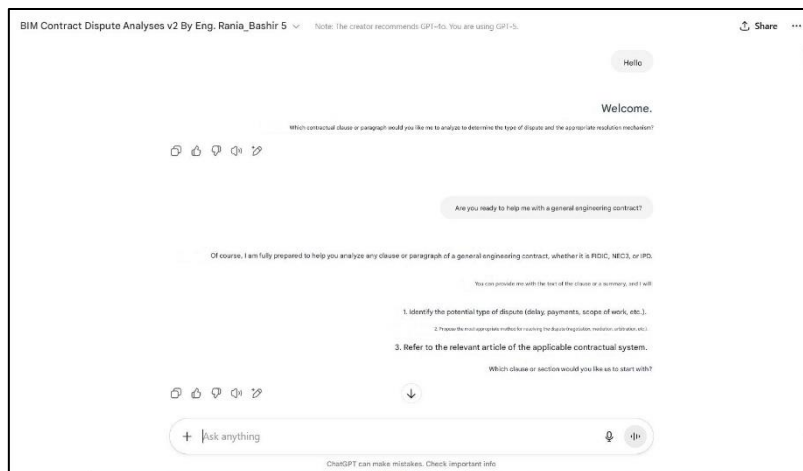 BIM Contract Dispute Analyses v2 By Eng. Rania_Bashir 5
Note: The creator recommends GPT-4o. You are using GPT-5.
Share
Hello
Welcome.
Which contractual clause or paragraph would you like me to analyze to determine the type of dispute and the appropriate resolution mechanism?
Are you ready to help me with a general engineering contract?
Of course, I am fully prepared to help you analyze any clause or paragraph of a general engineering contract, whether it is FIDIC, NEC3, or IPD.
You can provide me with the text of the clause or a summary, and I will:
1. Identify the potential type of dispute (delay, payments, scope of work, etc.).
2. Propose the most appropriate method for resolving the dispute (negotiation, mediation, arbitration, etc.).
3. Refer to the relevant article of the applicable contractual system.
Which clause or section would you like us to start with?
Ask anything
ChatGPT can make mistakes. Check important info.